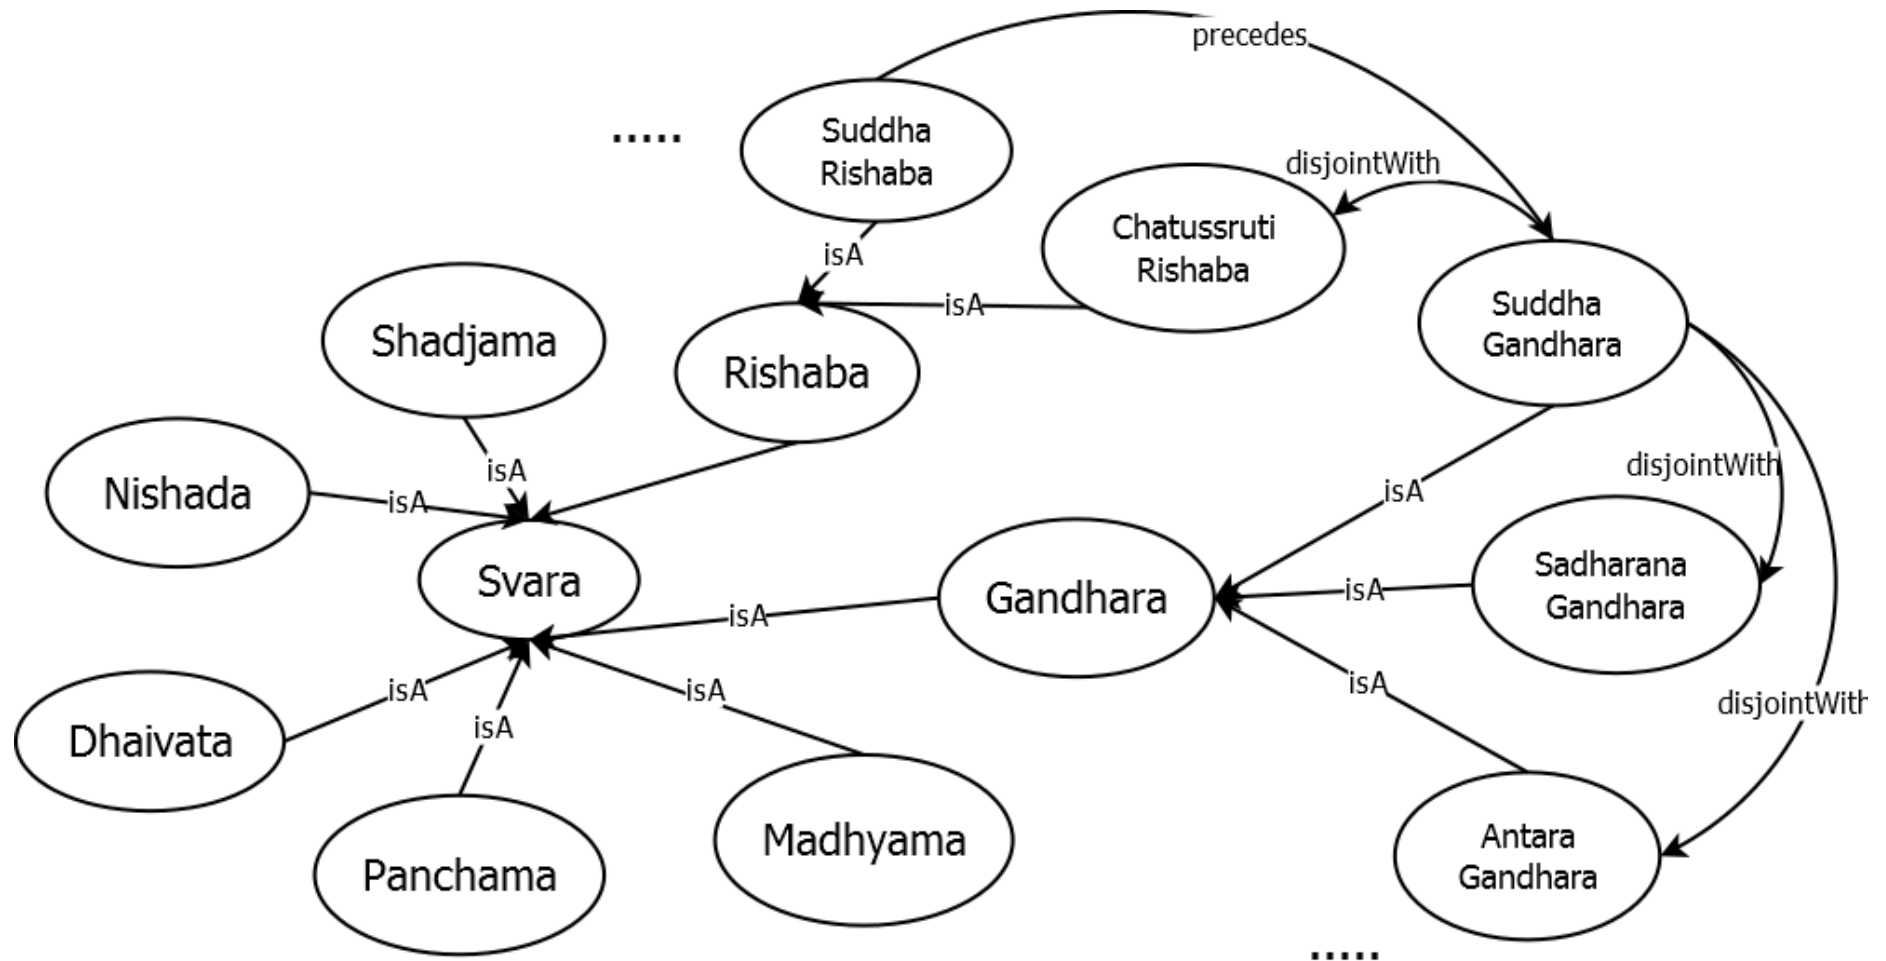 precedes
.....
Suddha
Rishaba
disjointWith
Chatussruti
Rishaba
isA
isA
Suddha
Gandhara
Shadjama
Rishaba
isA
disjointWith
Nishada
isA
isA
Svara
Gandhara
isA
isA
Sadharana
Gandhara
isA
isA
isA
disjointWith
Dhaivata
isA
Panchama
Madhyama
Antara
Gandhara
.....